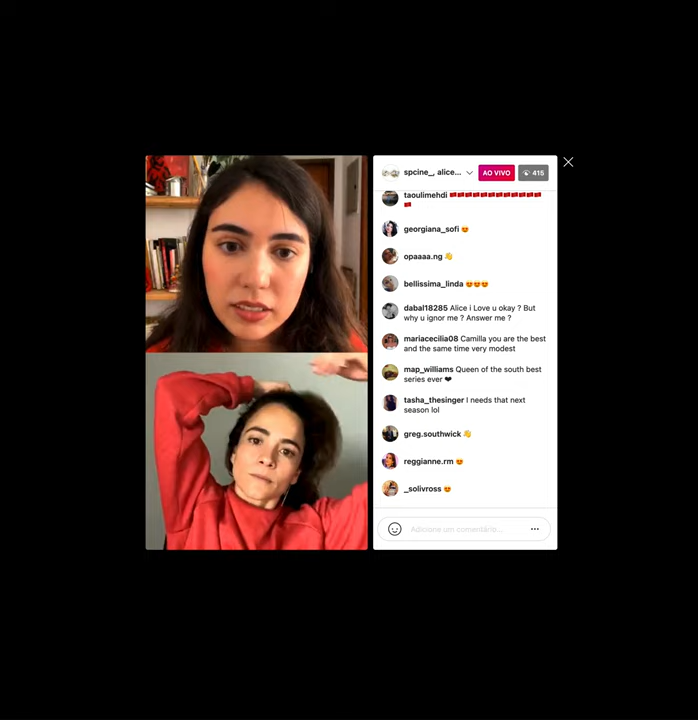 spcine_, alice...
AO VIVO
415
taoulimehdi 🇲🇦🇲🇦🇲🇦🇲🇦🇲🇦🇲🇦🇲🇦🇲🇦🇲🇦🇲🇦🇲🇦🇲🇦
🇲🇦
georgiana_sofi 😍
opaaaa.ng 👋
bellissima_linda 😍😍😍
dabal18285 Alice i Love u okay ? But
why u ignor me ? Answer me ?
mariacecilia08 Camilla you are the best
and the same time very modest
map_williams Queen of the south best
series ever ❤
tasha_thesinger I needs that next
season lol
greg.southwick 👋
reggianne.rm 😍
_solivross 😍
Adicione um comentário...